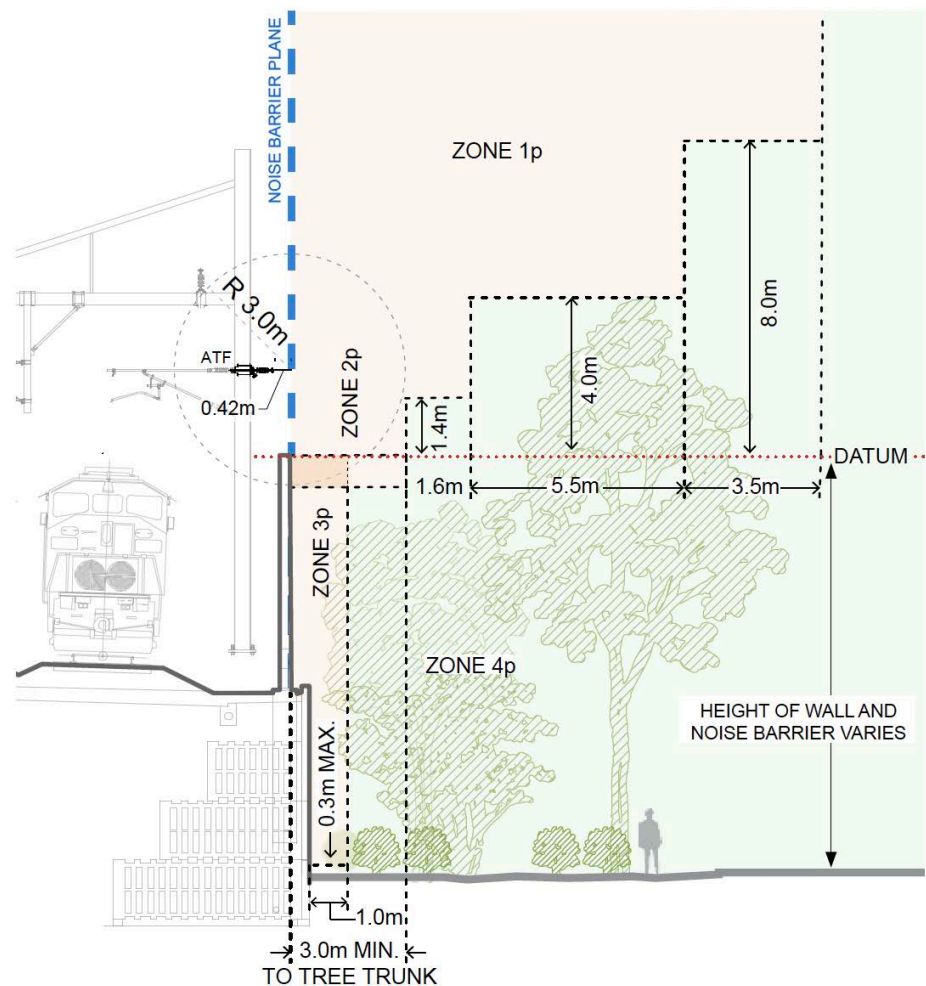 NOISE BARRIER PLANE
ZONE 1p
R 3.0m
8.0m
ATF
ZONE 2p
0.42m
4.0m
1.4m
DATUM
1.6m
5.5m
3.5m
ZONE 3p
ZONE 4p
HEIGHT OF WALL AND
NOISE BARRIER VARIES
0.3m MAX.
1.0m
3.0m MIN.
TO TREE TRUNK